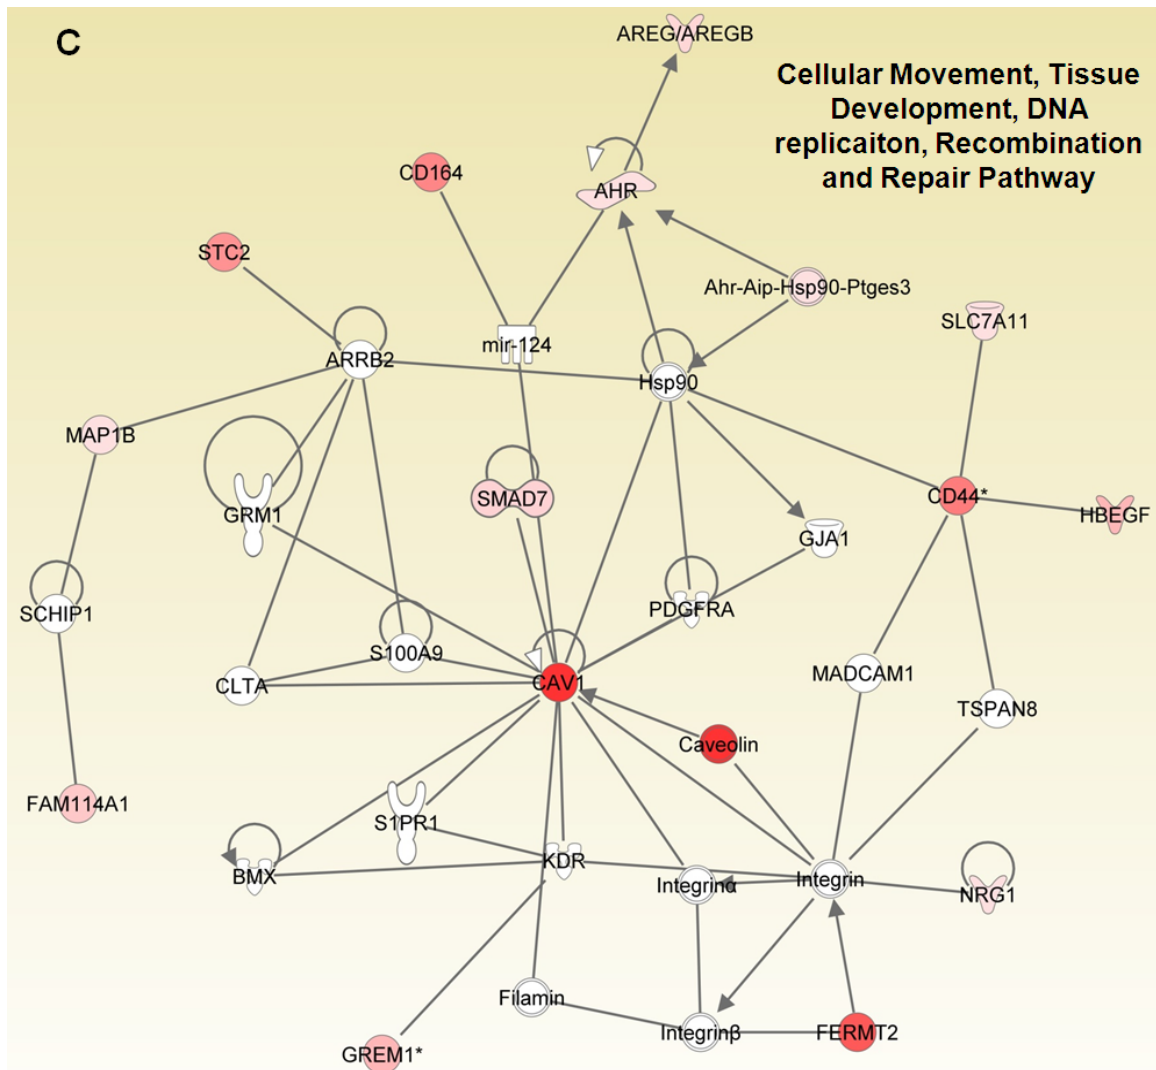 C
AREG/AREGB
Cellular Movement, Tissue
Development, DNA
replicaiton, Recombination
and Repair Pathway
CD164
AHR
STC2
Ahr-Aip-Hsp90-Ptges3
SLC7A11
mir-124
ARRB2
Hsp90
MAP1B
SMAD7
CD44*
GRM1
HBEGF
GJA1
SCHIP1
PDGFRA
S100A9
CLTA
CAV1
MADCAM1
TSPAN8
Caveolin
FAM114A1
S1PR1
BMX
KDR
Integrinα
Integrin
NRG1
Filamin
Integrinβ
FERMT2
GREM1*